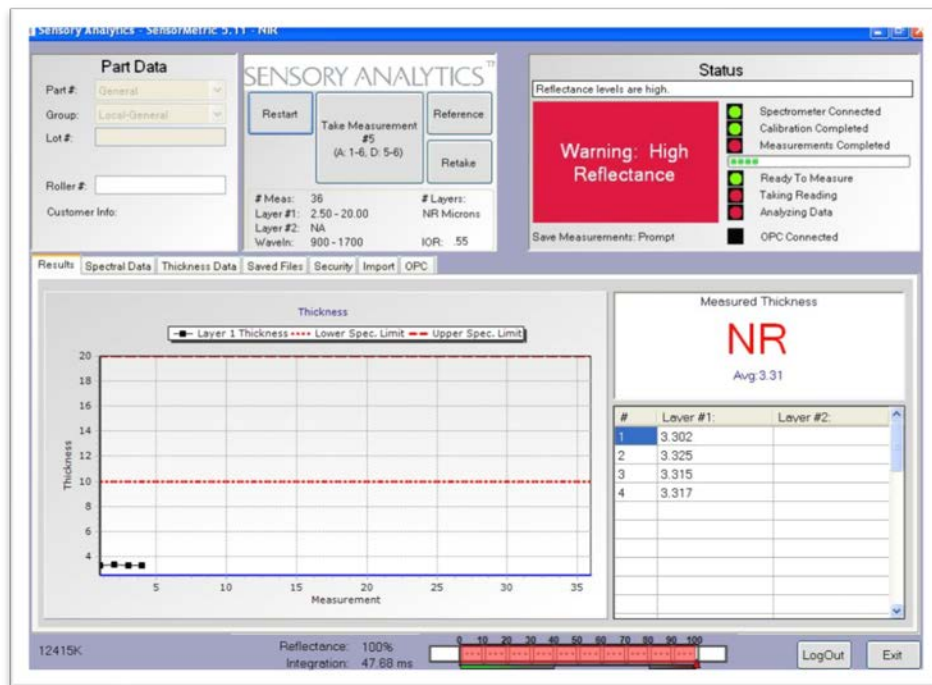 Sensory Analytics - SensorMetric 5.11 - NIR
Part Data
Part #: General
Group: Local-General
Lot #:
Roller #:
Customer Info:
SENSORY ANALYTICS™
Restart
Take Measurement
#5
(A: 1-6, D: 5-6)
Reference
Retake
# Meas: 36 # Layers:
Layer #1: 2.50 - 20.00 NR Microns
Layer #2: NA
Waveln: 900 - 1700 IOR: .55
Status
Reflectance levels are high.
Warning: High
Reflectance
Spectrometer Connected
Calibration Completed
Measurements Completed
Ready To Measure
Taking Reading
Analyzing Data
Save Measurements: Prompt
OPC Connected
Results Spectral Data Thickness Data Saved Files Security Import OPC
Thickness
Layer 1 Thickness Lower Spec. Limit Upper Spec. Limit
20
18
16
14
12
10
8
6
4
Thickness
5 10 15 20 25 30 35
Measurement
Measured Thickness
NR
Avg:3.31
# Layer #1: Layer #2:
1 3.302
2 3.325
3 3.315
4 3.317
12415K
Reflectance: 100%
Integration: 47.68 ms
0 10 20 30 40 50 60 70 80 90 100
LogOut
Exit